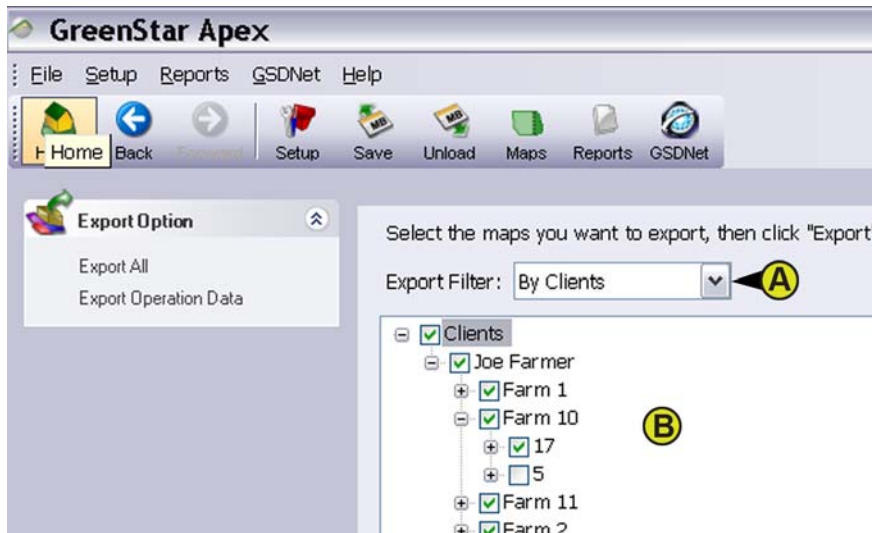 GreenStar Apex
File Setup Reports GSDNet Help
Home Back Setup Save Unload Maps Reports GSDNet
Export Option
Export All
Export Operation Data
Select the maps you want to export, then click "Export"
Export Filter: By Clients
A
Clients
Joe Farmer
Farm 1
Farm 10
B
17
5
Farm 11
Farm 2